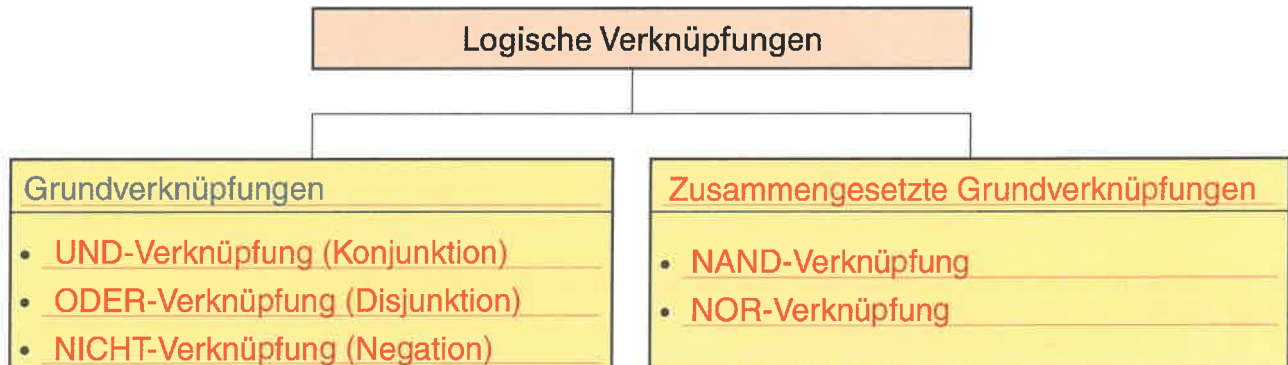 Logische Verknüpfungen
Grundverknüpfungen
• UND-Verknüpfung (Konjunktion)
• ODER-Verknüpfung (Disjunktion)
• NICHT-Verknüpfung (Negation)
Zusammengesetzte Grundverknüpfungen
• NAND-Verknüpfung
• NOR-Verknüpfung